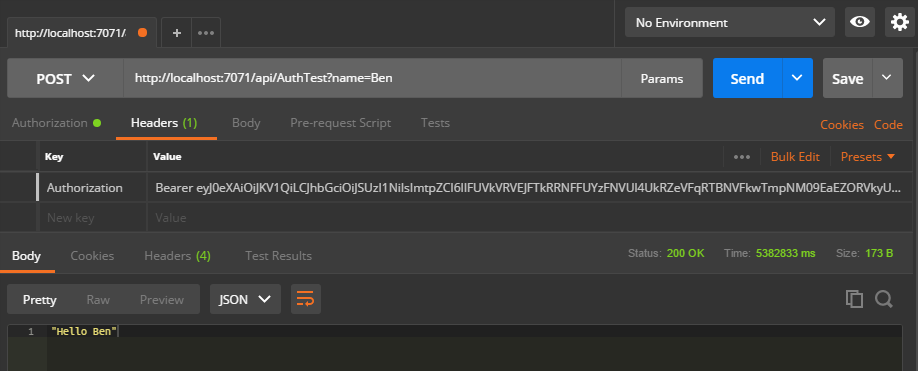 http://localhost:7071/
No Environment
POST http://localhost:7071/api/AuthTest?name=Ben Params Send Save
Authorization Headers (1) Body Pre-request Script Tests Cookies Code
Key Value Bulk Edit Presets
Authorization Bearer eyJ0eXAiOiJKV1QiLCJhbGciOiJSUzI1NiIsImtpZCI6IlFUVkVRVEJFTkRRNFFUYzFNVUl4UkRZeVFqRTBNVFkwTmpNM09EaEZORVkyU...
New key Value
Body Cookies Headers (4) Test Results Status: 200 OK Time: 5382833 ms Size: 173 B
Pretty Raw Preview JSON
1 "Hello Ben"